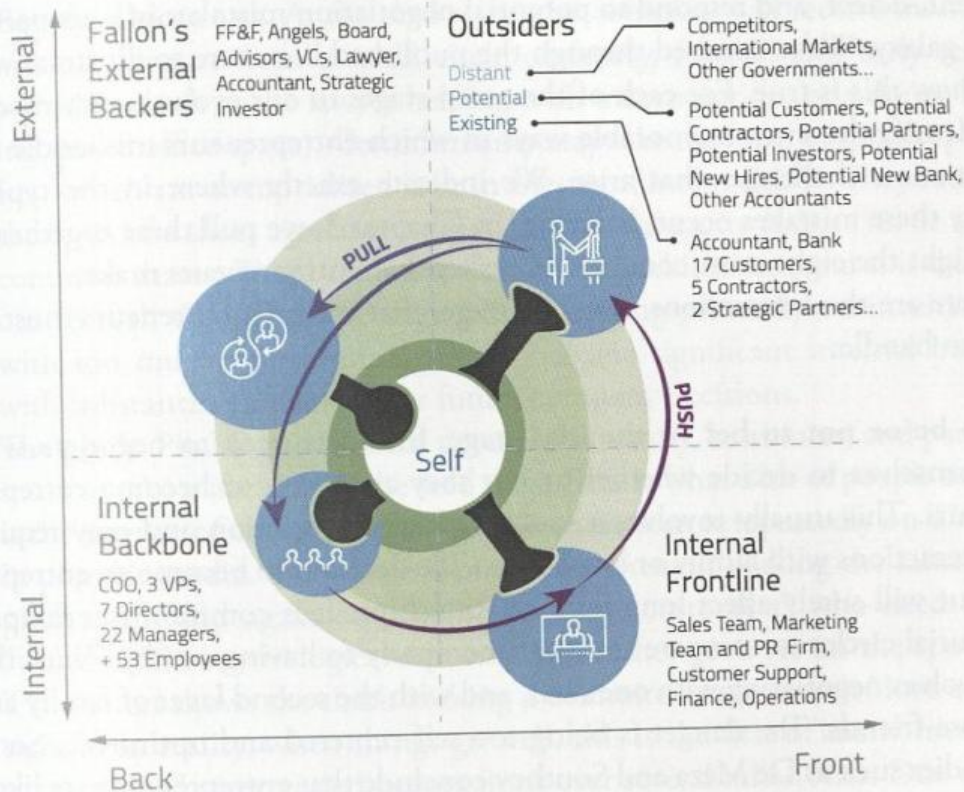 External
Fallon's
External
Backers
FF&F, Angels, Board,
Advisors, VCs, Lawyer,
Accountant, Strategic
Investor
Outsiders
Distant
Potential
Existing
Competitors,
International Markets,
Other Governments...
Potential Customers, Potential
Contractors, Potential Partners,
Potential Investors, Potential
New Hires, Potential New Bank,
Other Accountants
Accountant, Bank
17 Customers,
5 Contractors,
2 Strategic Partners...
PULL
PUSH
Self
Internal
Internal
Backbone
COO, 3 VPs,
7 Directors,
22 Managers,
+ 53 Employees
Internal
Frontline
Sales Team, Marketing
Team and PR Firm,
Customer Support,
Finance, Operations
Back
Front